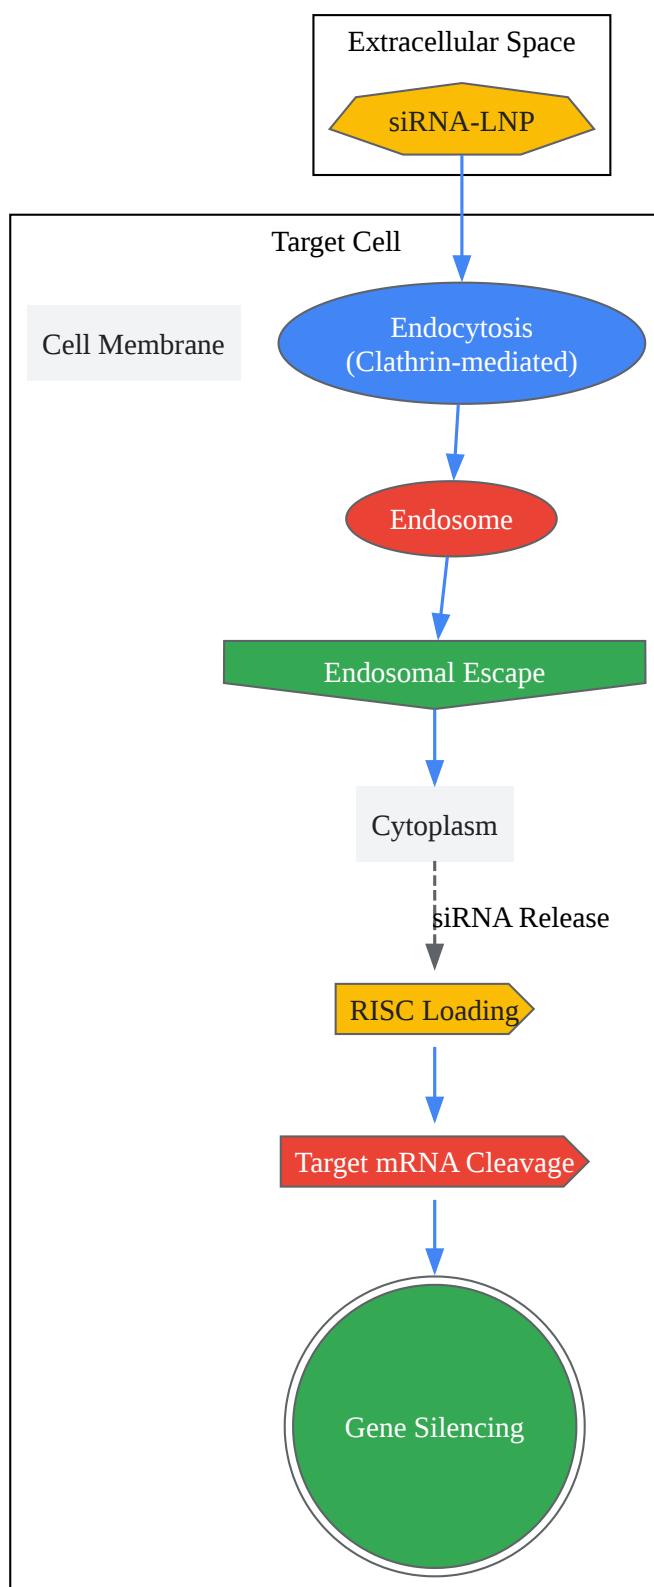 Extracellular Space
siRNA-LNP
Target Cell
Cell Membrane
Endocytosis
(Clathrin-mediated)
Endosome
Endosomal Escape
Cytoplasm
siRNA Release
RISC Loading
Target mRNA Cleavage
Gene Silencing